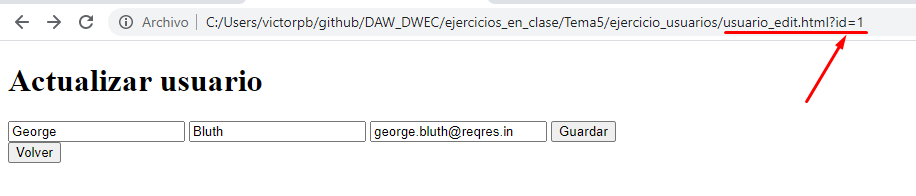 Archivo C:/Users/victorpb/github/DAW_DWEC/ejercicios_en_clase/Tema5/ejercicio_usuarios/usuario_edit.html?id=1
Actualizar usuario
George Bluth george.bluth@reqres.in Guardar
Volver